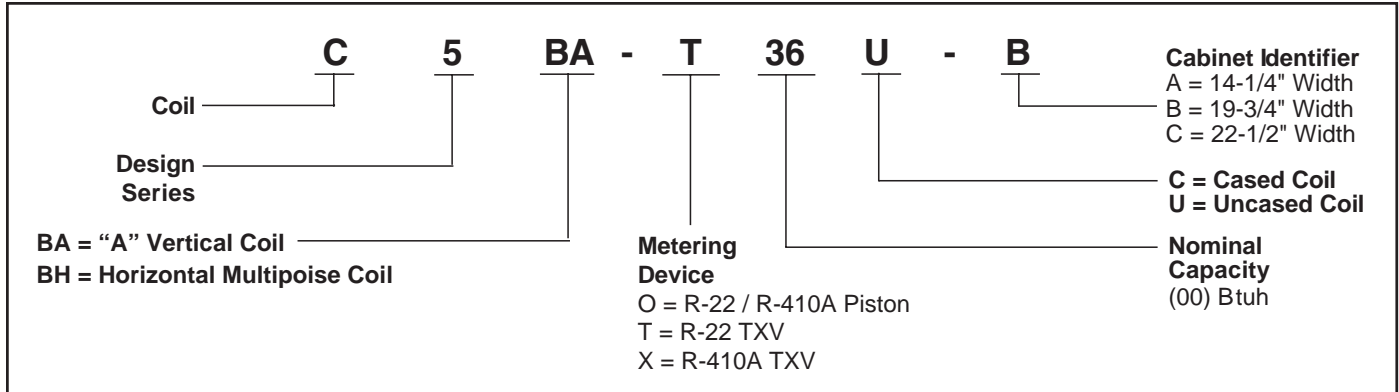 C 5 BA - T 36 U - B
Coil
Design
Series
BA = “A” Vertical Coil
BH = Horizontal Multipoise Coil
Metering
Device
O = R-22 / R-410A Piston
T = R-22 TXV
X = R-410A TXV
Cabinet Identifier
A = 14-1/4" Width
B = 19-3/4" Width
C = 22-1/2" Width
C = Cased Coil
U = Uncased Coil
Nominal
Capacity
(00) Btuh